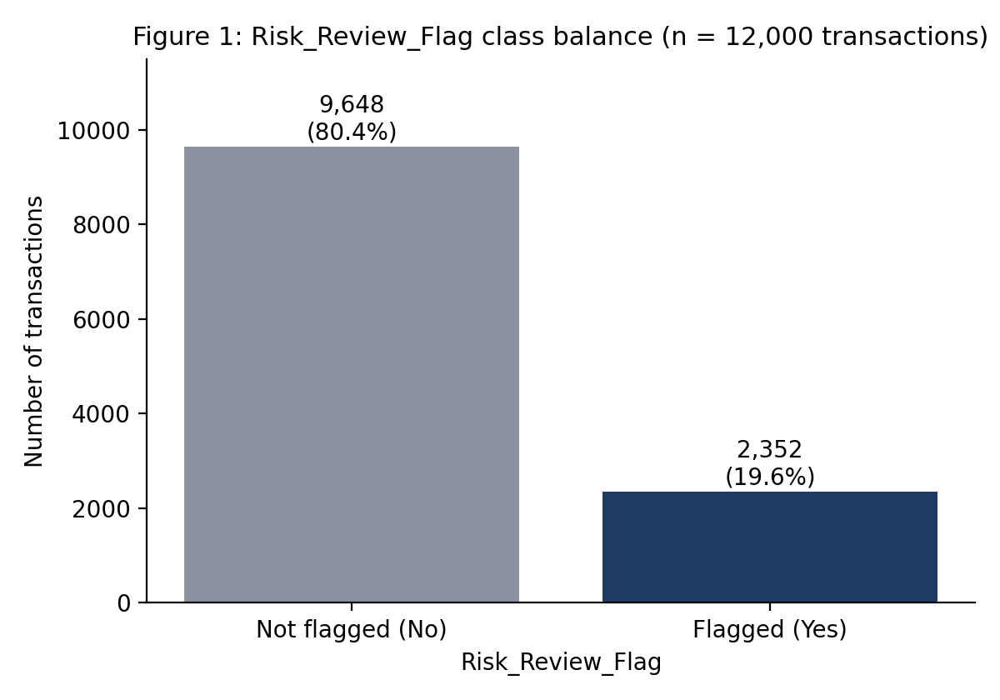 Figure 1: Risk_Review_Flag class balance (n = 12,000 transactions)
Number of transactions
10000
8000
6000
4000
2000
0
9,648
(80.4%)
2,352
(19.6%)
Not flagged (No)
Flagged (Yes)
Risk_Review_Flag